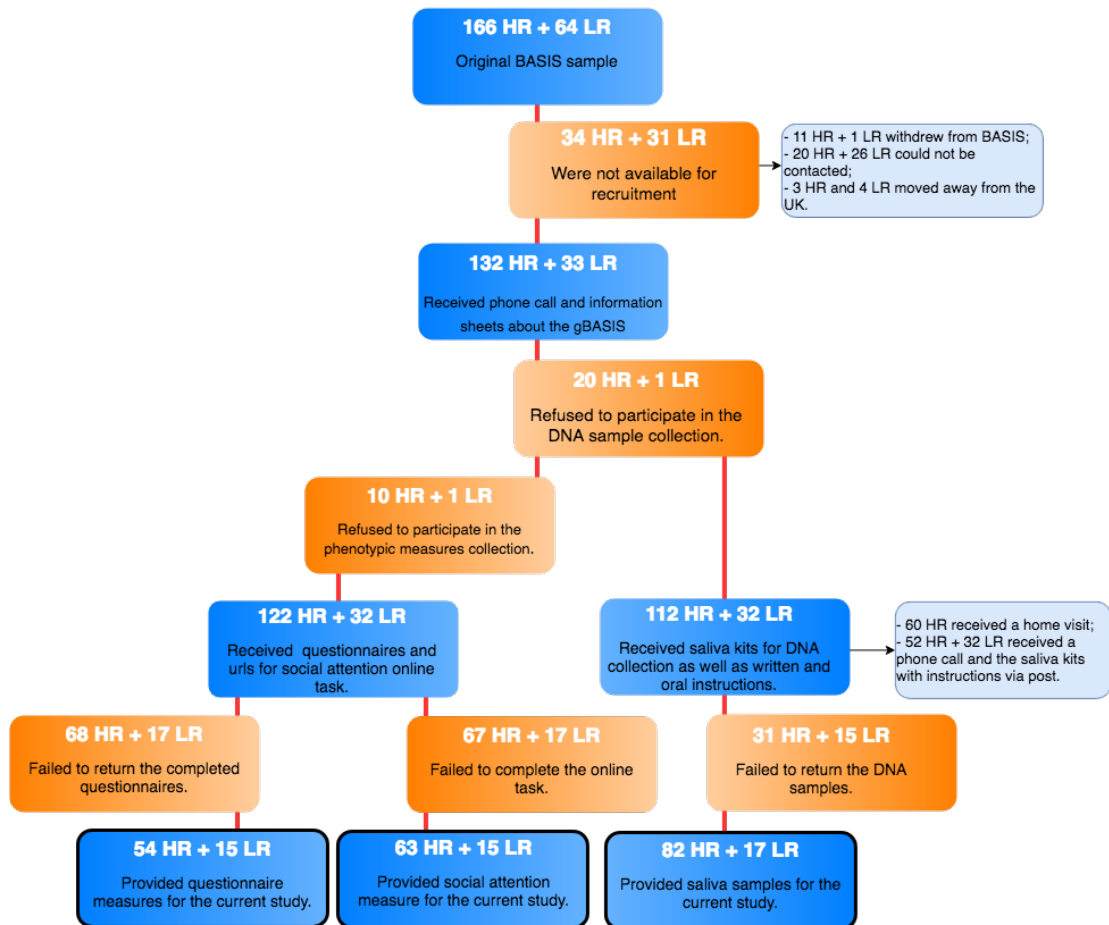 166 HR + 64 LR
Original BASIS sample
34 HR + 31 LR
Were not available for
recruitment
- 11 HR + 1 LR withdrew from BASIS;
- 20 HR + 26 LR could not be
contacted;
- 3 HR and 4 LR moved away from the
UK.
132 HR + 33 LR
Received phone call and information
sheets about the gBASIS
20 HR + 1 LR
Refused to participate in the
DNA sample collection.
10 HR + 1 LR
Refused to participate in the
phenotypic measures collection.
122 HR + 32 LR
Received questionnaires and
urls for social attention online
task.
112 HR + 32 LR
Received saliva kits for DNA
collection as well as written and
oral instructions.
- 60 HR received a home visit;
- 52 HR + 32 LR received a
phone call and the saliva kits
with instructions via post.
68 HR + 17 LR
Failed to return the completed
questionnaires.
67 HR + 17 LR
Failed to complete the online
task.
31 HR + 15 LR
Failed to return the DNA
samples.
54 HR + 15 LR
Provided questionnaire
measures for the current study.
63 HR + 15 LR
Provided social attention
measure for the current study.
82 HR + 17 LR
Provided saliva samples for the
current study.